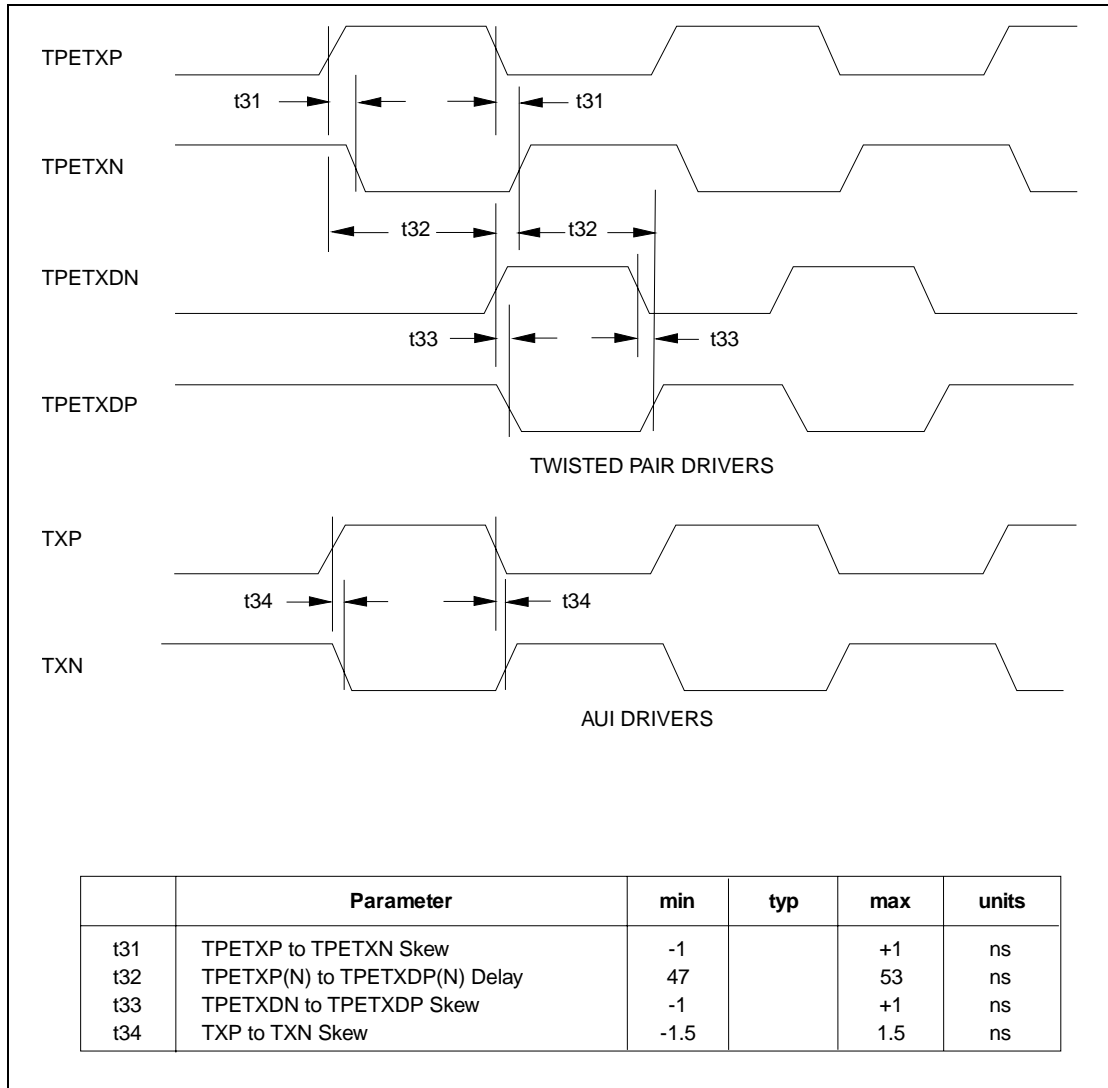 TPETXP
t31 t31
TPETXN
t32 t32
TPETXDN
t33 t33
TPETXDP
TWISTED PAIR DRIVERS
TXP
t34 t34
TXN
AUI DRIVERS
Parameter min typ max units
t31 TPETXP to TPETXN Skew -1 +1 ns
t32 TPETXP(N) to TPETXDP(N) Delay 47 53 ns
t33 TPETXDN to TPETXDP Skew -1 +1 ns
t34 TXP to TXN Skew -1.5 1.5 ns